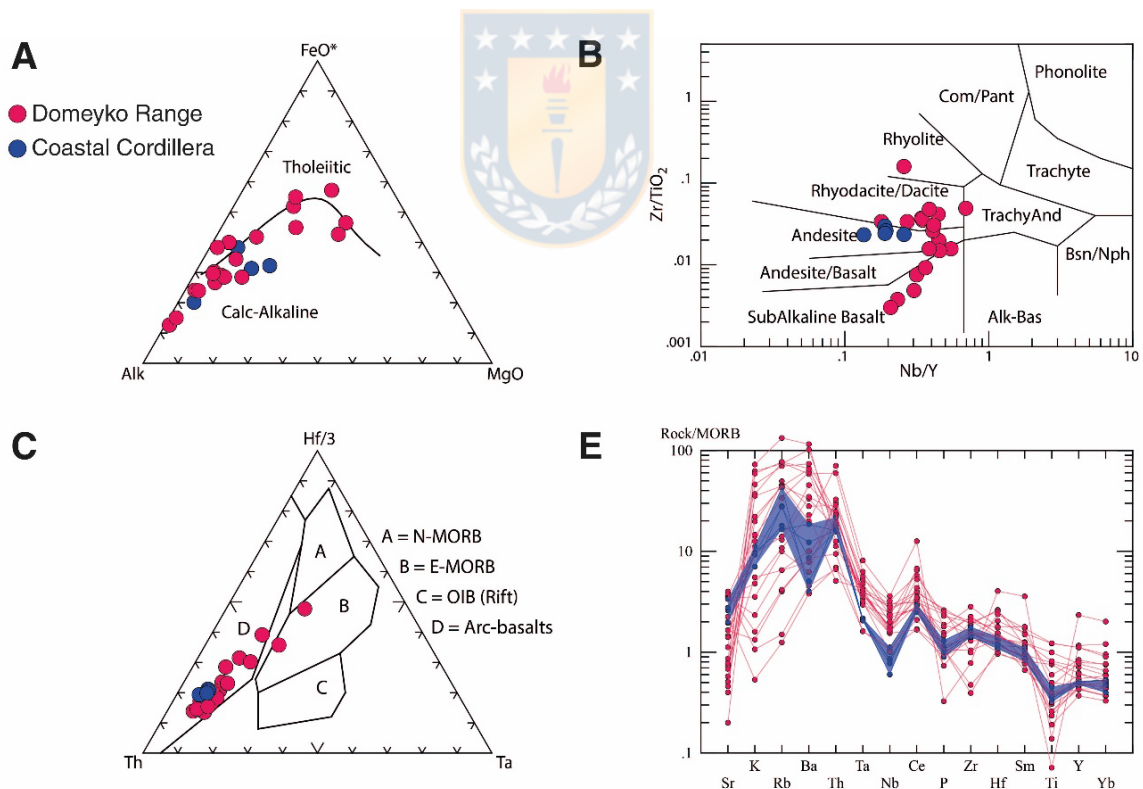 A
FeO*
Domeyko Range
Coastal Cordillera
Tholeiitic
Calc-Alkaline
Alk
MgO
B
Zr/TiO2
1
.1
.01
.001
Phonolite
Com/Pant
Rhyolite
Trachyte
Rhyodacite/Dacite
TrachyAnd
Andesite
Bsn/Nph
Andesite/Basalt
SubAlkaline Basalt
Alk-Bas
.01
0.1
1
10
Nb/Y
C
Hf/3
A
B
C
D
A = N-MORB
B = E-MORB
C = OIB (Rift)
D = Arc-basalts
Th
Ta
E
Rock/MORB
100
10
1
.1
K
Ba
Ta
Ce
Zr
Sm
Y
Sr
Rb
Th
Nb
P
Hf
Ti
Yb